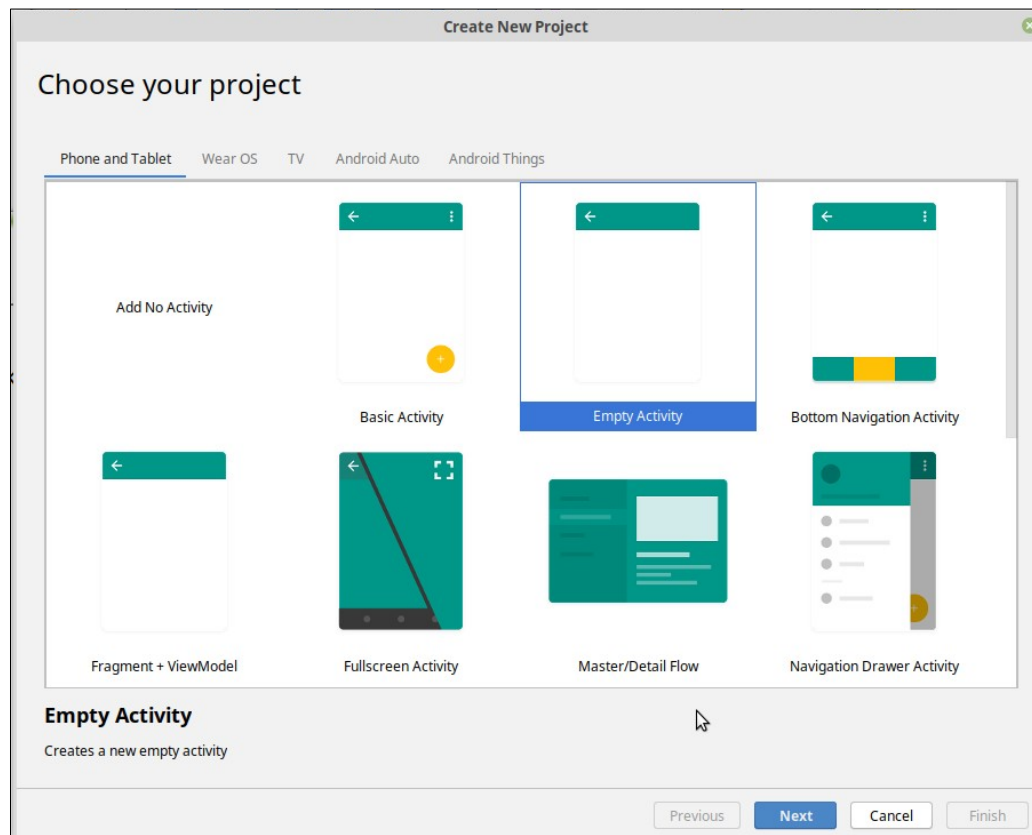 Create New Project
Choose your project
Phone and Tablet Wear OS TV Android Auto Android Things
Add No Activity
Basic Activity
Empty Activity
Bottom Navigation Activity
Fragment + ViewModel
Fullscreen Activity
Master/Detail Flow
Navigation Drawer Activity
Empty Activity
Creates a new empty activity
Previous Next Cancel Finish